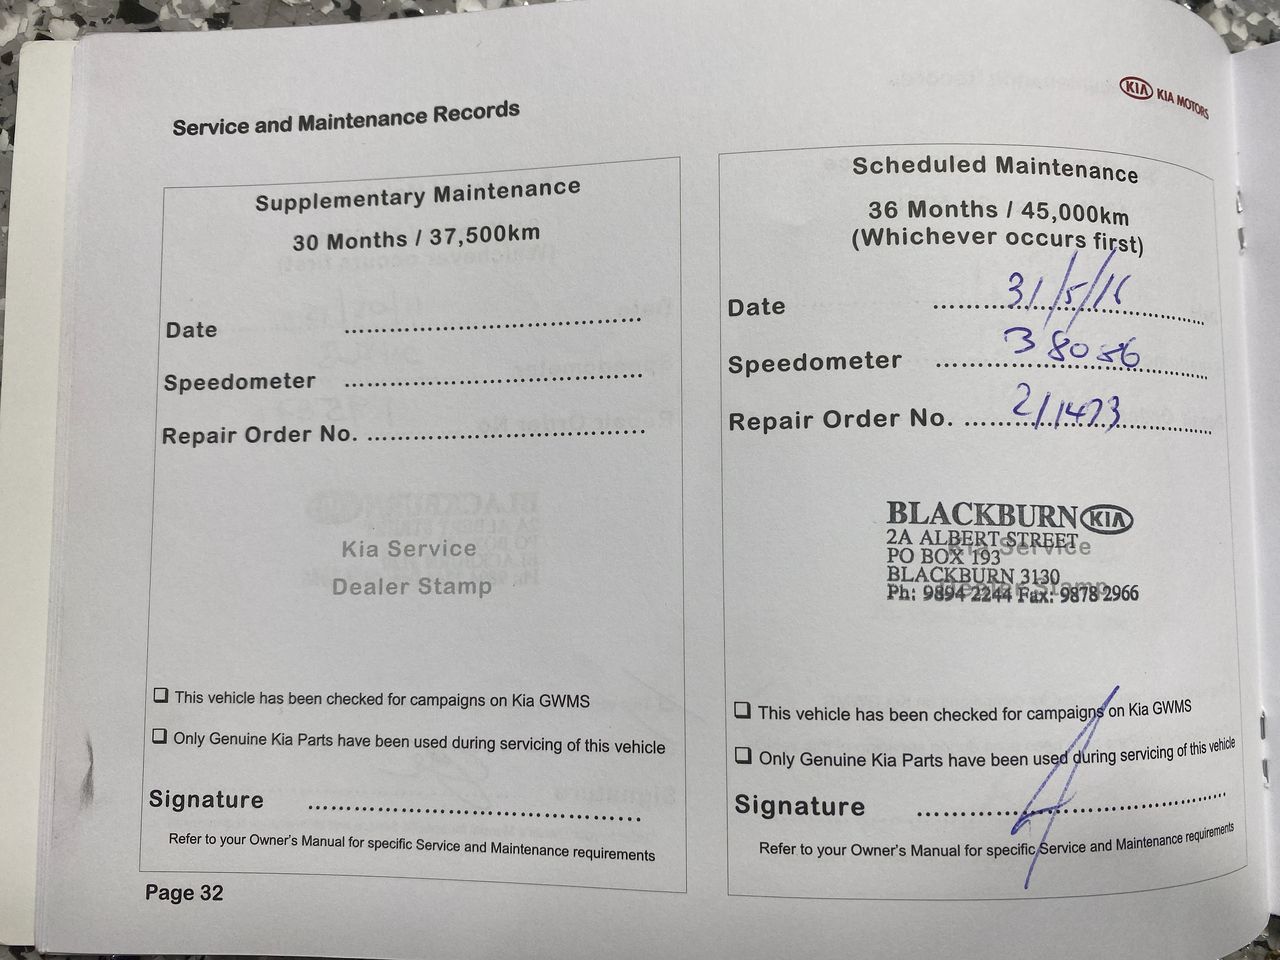 KIA KIA MOTORS
Service and Maintenance Records
Supplementary Maintenance
30 Months / 37,500km
Date ........................................
Speedometer ........................................
Repair Order No. .....................................
Kia Service
Dealer Stamp
❑ This vehicle has been checked for campaigns on Kia GWMS
❑ Only Genuine Kia Parts have been used during servicing of this vehicle
Signature .............................................
Refer to your Owner's Manual for specific Service and Maintenance requirements
Page 32
Scheduled Maintenance
36 Months / 45,000km
(Whichever occurs first)
Date 31/5/16
Speedometer 38056
Repair Order No. 211473
BLACKBURN KIA
2A ALBERT STREET
PO BOX 193
BLACKBURN 3130
Ph: 9894 2244 Fax: 9878 2966
Kia Service
Dealer Stamp
❑ This vehicle has been checked for campaigns on Kia GWMS
❑ Only Genuine Kia Parts have been used during servicing of this vehicle
Signature .............................................
Refer to your Owner's Manual for specific Service and Maintenance requirements